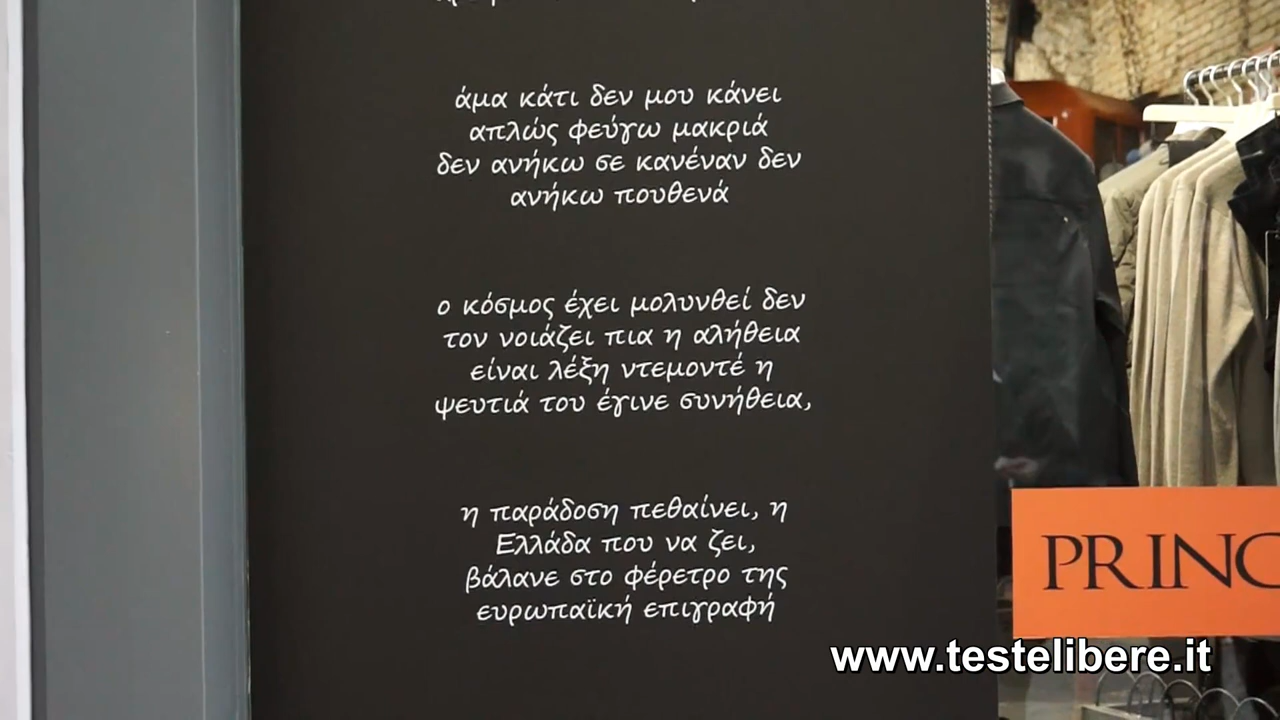 άμα κάτι δεν μου κάνει
απλώς φεύγω μακριά
δεν ανήκω σε κανέναν δεν
ανήκω πουθενά
ο κόσμος έχει μολυνθεί δεν
τον νοιάζει πια η αλήθεια
είναι λέξη ντεμοντέ η
ψευτιά του έγινε συνήθεια,
η παράδοση πεθαίνει, η
Ελλάδα που να ζει,
βάλανε στο φέρετρο της
ευρωπαϊκή επιγραφή
PRINC
www.testelibere.it